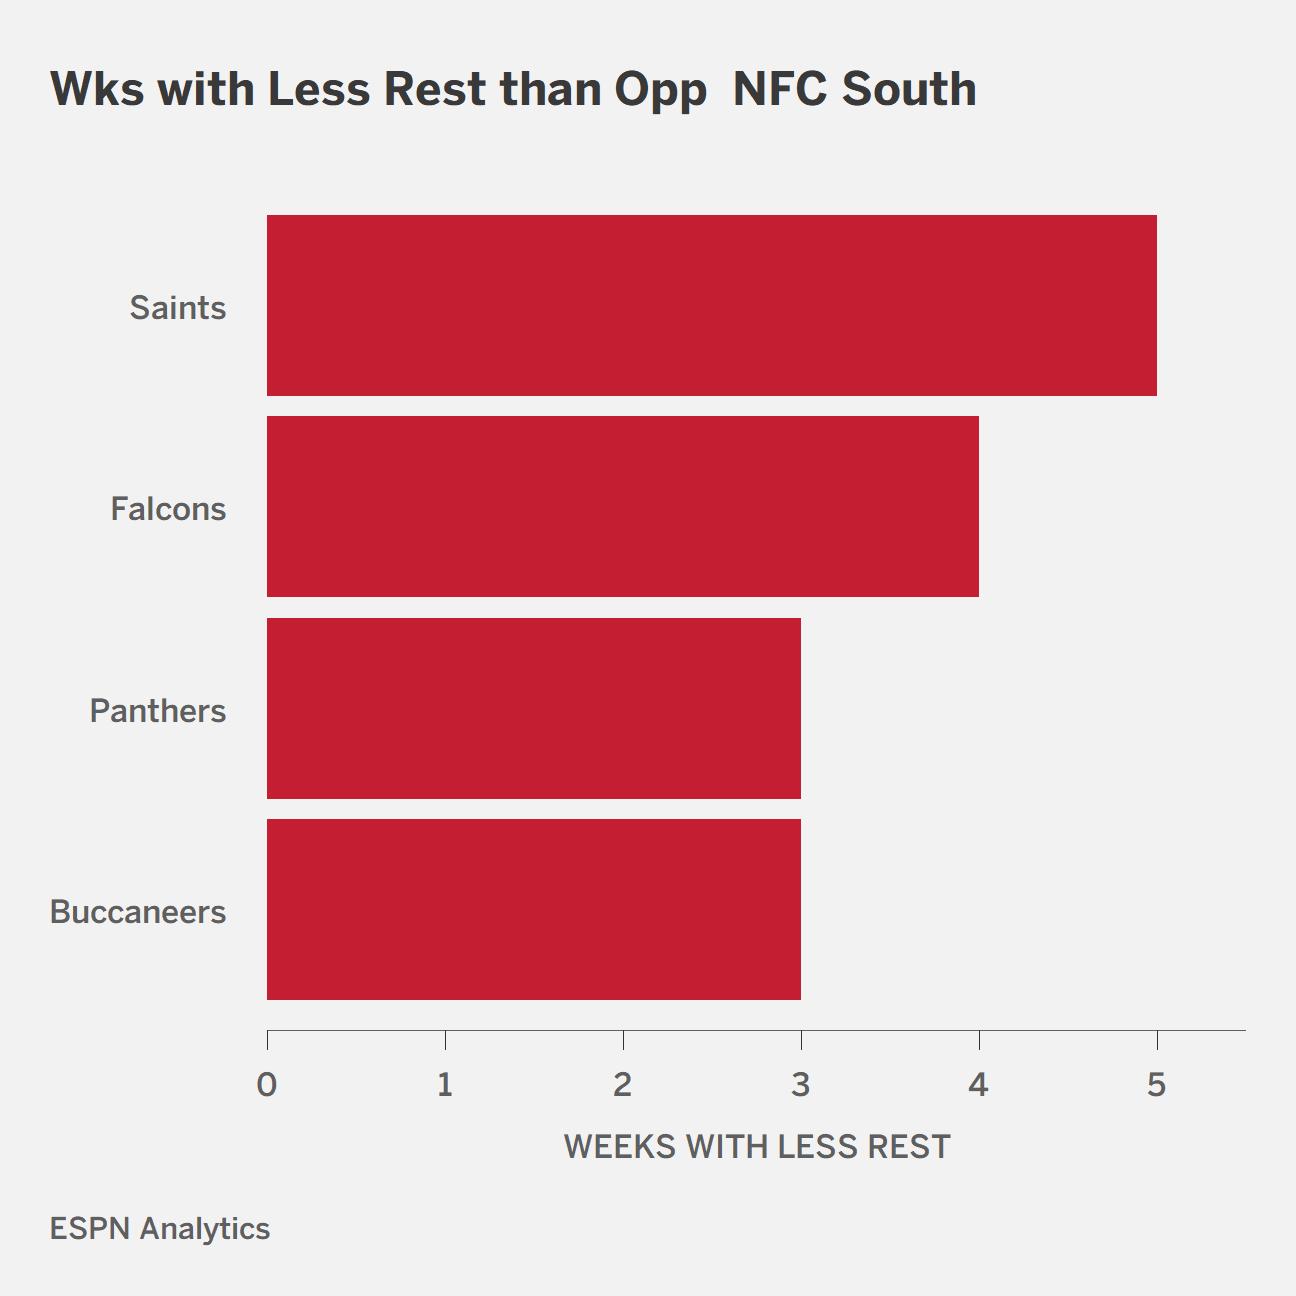 Wks with Less Rest than Opp  NFC South
Saints
Falcons
Panthers
Buccaneers
0 1 2 3 4 5
WEEKS WITH LESS REST
ESPN Analytics